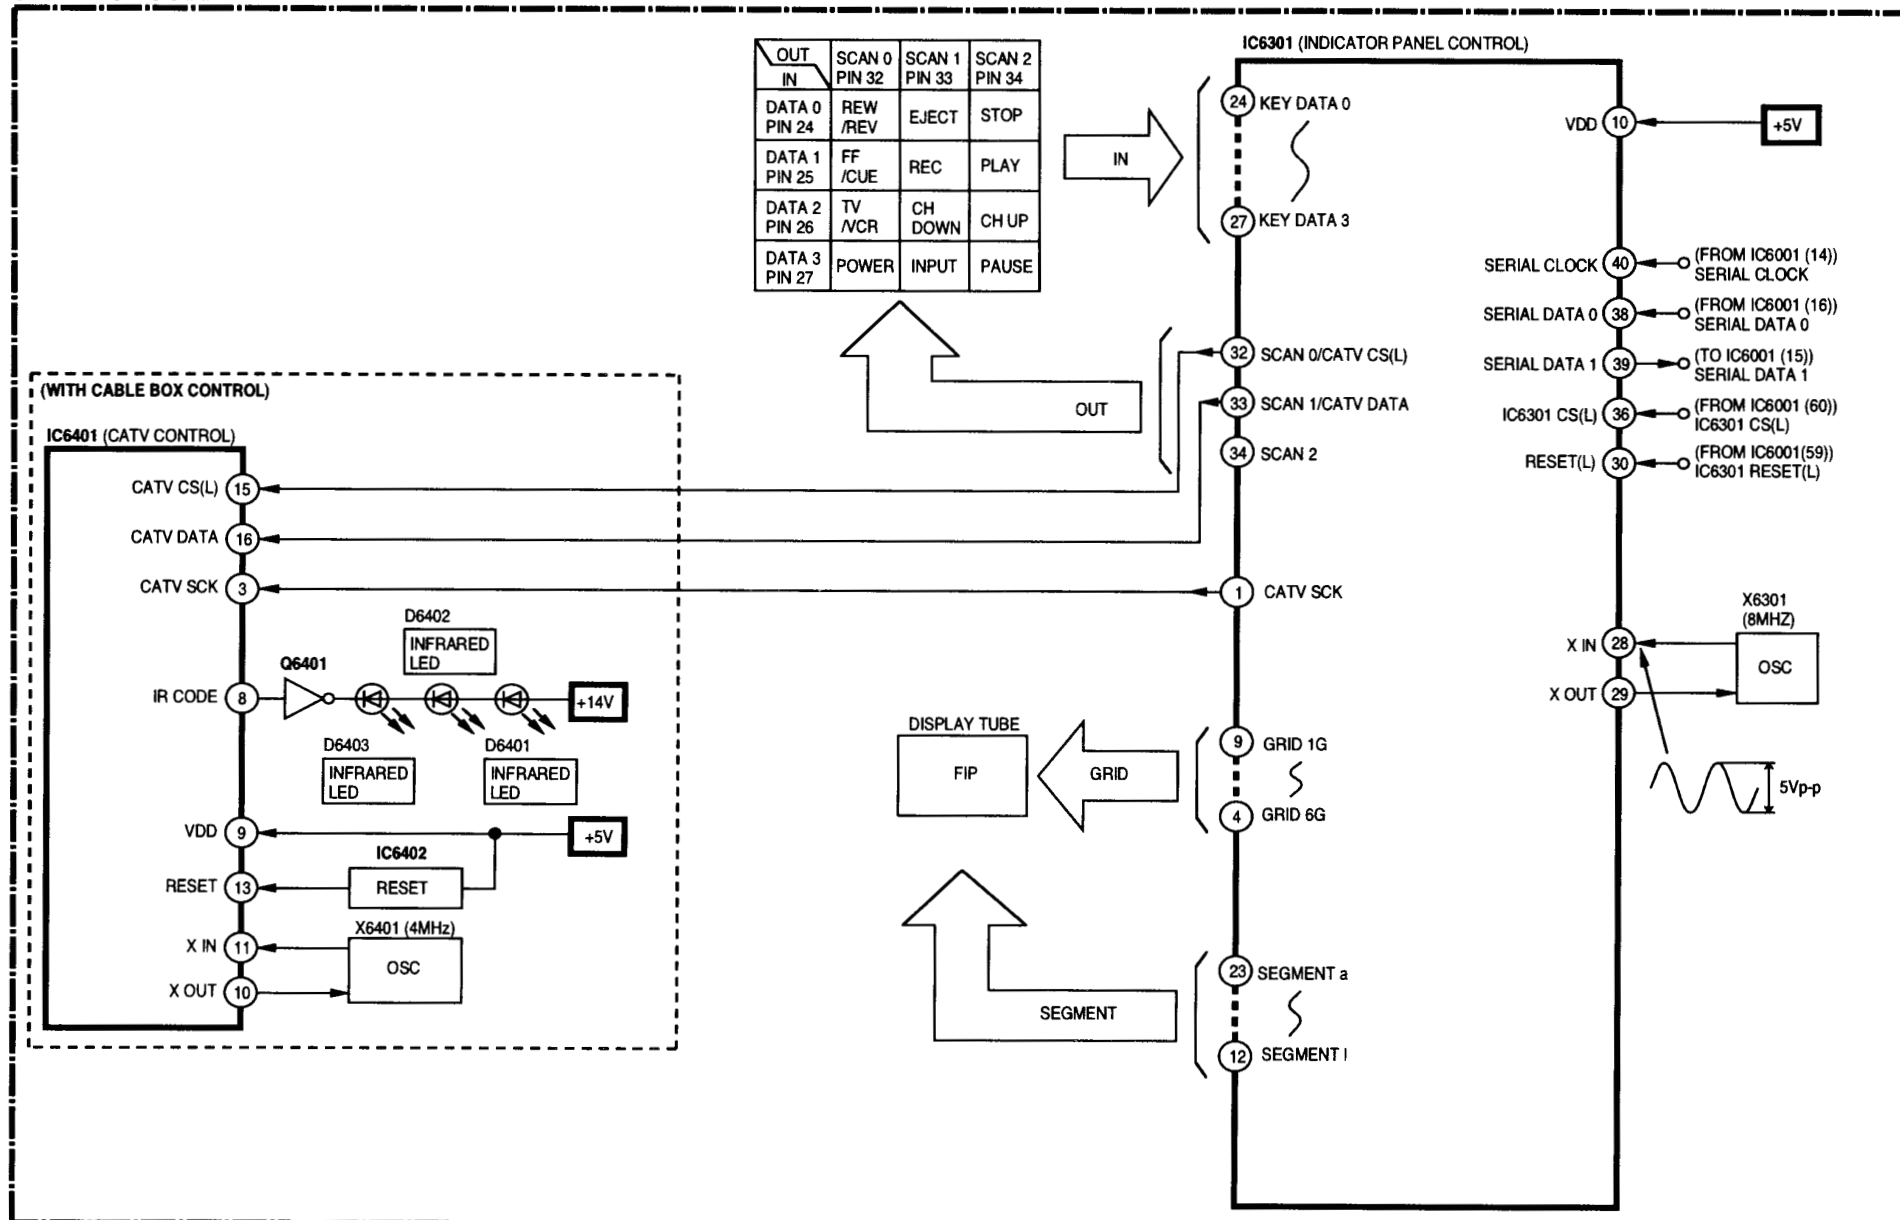 OUT
IN
SCAN 0
PIN 32
SCAN 1
PIN 33
SCAN 2
PIN 34
DATA 0
PIN 24
REW
/REV
EJECT
STOP
DATA 1
PIN 25
FF
/CUE
REC
PLAY
DATA 2
PIN 26
TV
/VCR
CH
DOWN
CH UP
DATA 3
PIN 27
POWER
INPUT
PAUSE
IN
OUT
IC6301 (INDICATOR PANEL CONTROL)
24 KEY DATA 0
27 KEY DATA 3
32 SCAN 0/CATV CS(L)
33 SCAN 1/CATV DATA
34 SCAN 2
1 CATV SCK
9 GRID 1G
4 GRID 6G
23 SEGMENT a
12 SEGMENT l
VDD 10
+5V
SERIAL CLOCK 40
(FROM IC6001 (14))
SERIAL CLOCK
SERIAL DATA 0 38
(FROM IC6001 (16))
SERIAL DATA 0
SERIAL DATA 1 39
(TO IC6001 (15))
SERIAL DATA 1
IC6301 CS(L) 36
(FROM IC6001 (60))
IC6301 CS(L)
RESET(L) 30
(FROM IC6001(59))
IC6301 RESET(L)
X6301
(8MHZ)
X IN 28
OSC
X OUT 29
5Vp-p
DISPLAY TUBE
FIP
GRID
SEGMENT
(WITH CABLE BOX CONTROL)
IC6401 (CATV CONTROL)
CATV CS(L) 15
CATV DATA 16
CATV SCK 3
D6402
INFRARED
LED
Q6401
IR CODE 8
+14V
D6403
INFRARED
LED
D6401
INFRARED
LED
VDD 9
+5V
IC6402
RESET 13
RESET
X6401 (4MHz)
X IN 11
OSC
X OUT 10